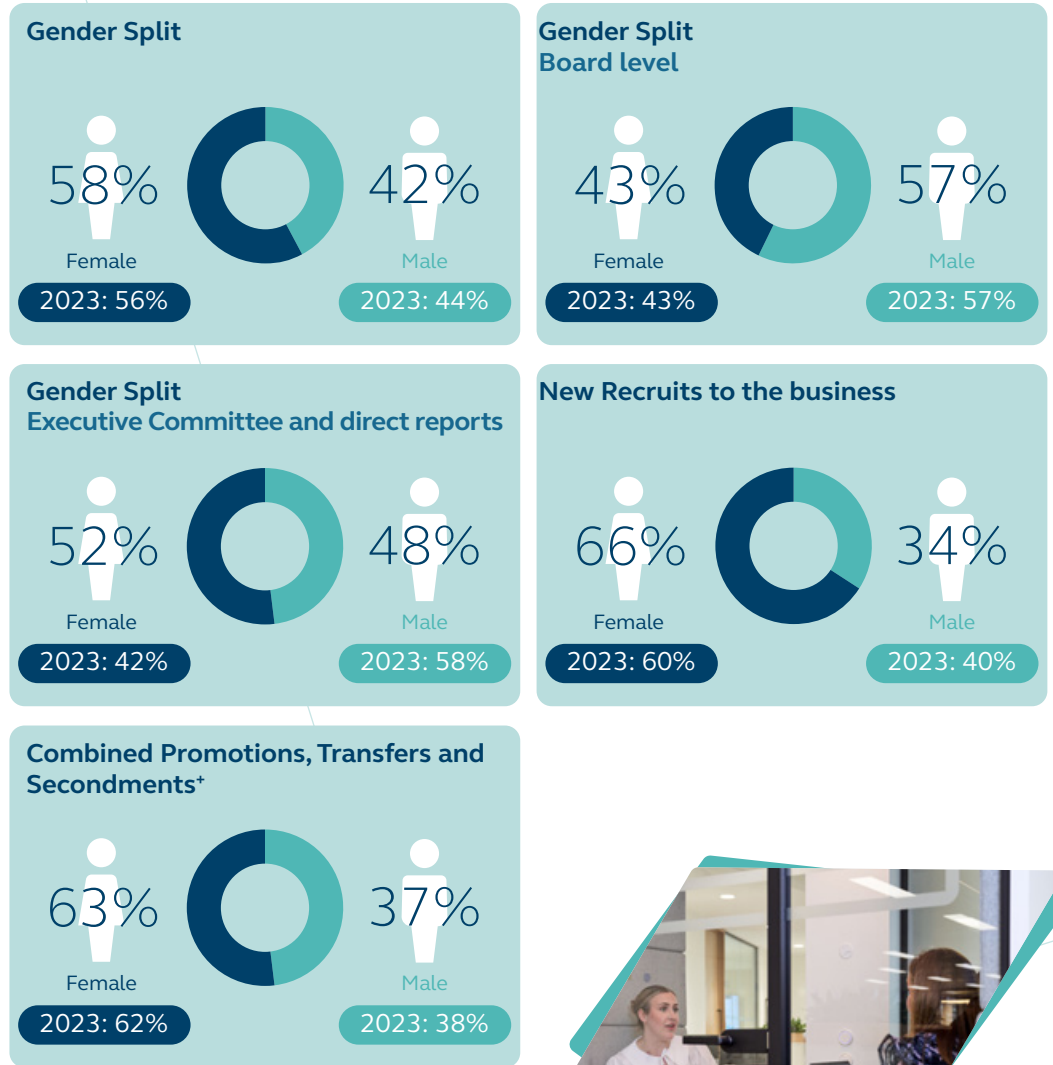 Gender Split
58%
42%
Female
Male
2023: 56%
2023: 44%
Gender Split
Board level
43%
57%
Female
Male
2023: 43%
2023: 57%
Gender Split
Executive Committee and direct reports
52%
48%
Female
Male
2023: 42%
2023: 58%
New Recruits to the business
66%
34%
Female
Male
2023: 60%
2023: 40%
Combined Promotions, Transfers and
Secondments⁺
63%
37%
Female
Male
2023: 62%
2023: 38%